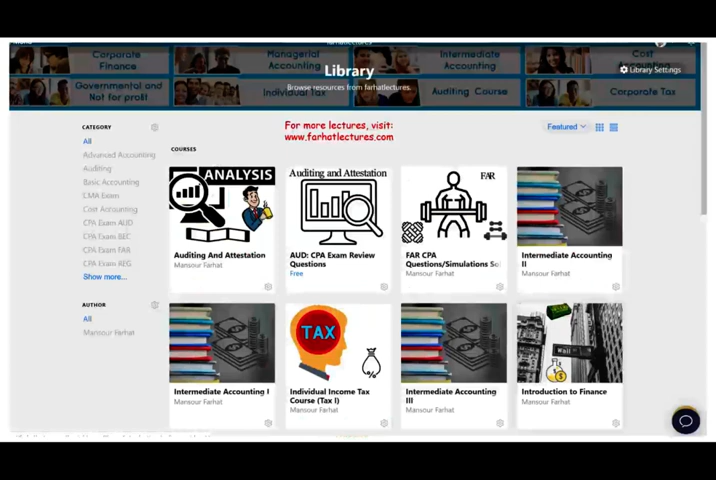 farhatlectures
Corporate
Finance
Managerial
Accounting
Intermediate
Accounting
Cost
Accounting
Library
Library Settings
Governmental and
Not for profit
Individual Tax
Browse resources from farhatlectures.
Auditing Course
Corporate Tax
For more lectures, visit:
www.farhatlectures.com
Featured
CATEGORY
All
Advanced Accounting
Auditing
Basic Accounting
CMA Exam
Cost Accounting
CPA Exam AUD
CPA Exam BEC
CPA Exam FAR
CPA Exam REG
Show more...
AUTHOR
All
Mansour Farhat
COURSES
ANALYSIS
Auditing And Attestation
Mansour Farhat
Auditing and Attestation
AUD: CPA Exam Review
Questions
Free
FAR
FAR CPA
Questions/Simulations Sol
Mansour Farhat
Intermediate Accounting
II
Mansour Farhat
Intermediate Accounting I
Mansour Farhat
TAX
%
Individual Income Tax
Course (Tax I)
Mansour Farhat
Intermediate Accounting
III
Mansour Farhat
Introduction to Finance
Mansour Farhat